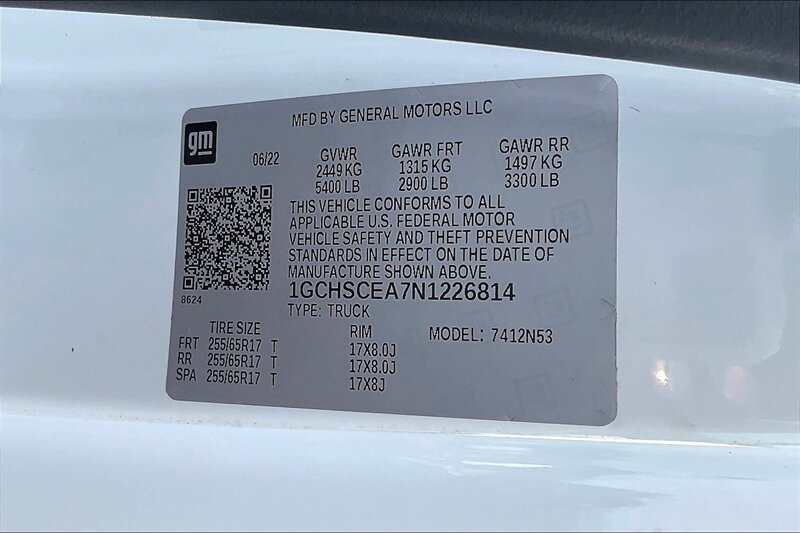 MFD BY GENERAL MOTORS LLC
gm
06/22
GVWR GAWR FRT GAWR RR
2449 KG 1315 KG 1497 KG
5400 LB 2900 LB 3300 LB
THIS VEHICLE CONFORMS TO ALL
APPLICABLE U.S. FEDERAL MOTOR
VEHICLE SAFETY AND THEFT PREVENTION
STANDARDS IN EFFECT ON THE DATE OF
MANUFACTURE SHOWN ABOVE.
8624
1GCHSCEA7N1226814
TYPE: TRUCK
TIRE SIZE RIM MODEL: 7412N53
FRT 255/65R17 T 17X8.0J
RR 255/65R17 T 17X8.0J
SPA 255/65R17 T 17X8J